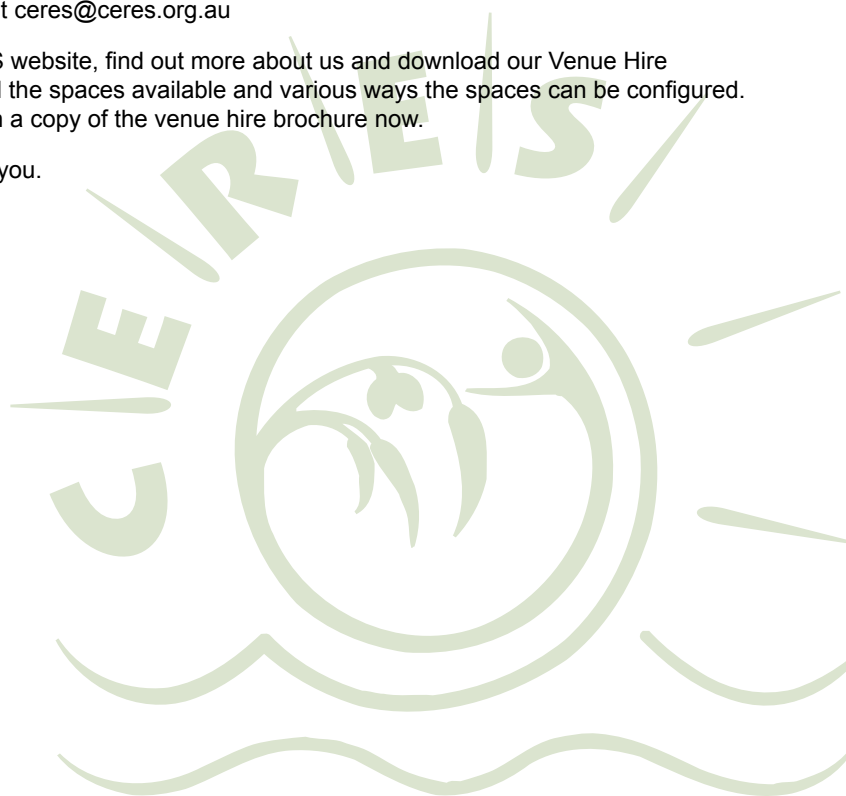 t ceres@ceres.org.au
S website, find out more about us and download our Venue Hire
l the spaces available and various ways the spaces can be configured.
n a copy of the venue hire brochure now.
you.
CERES